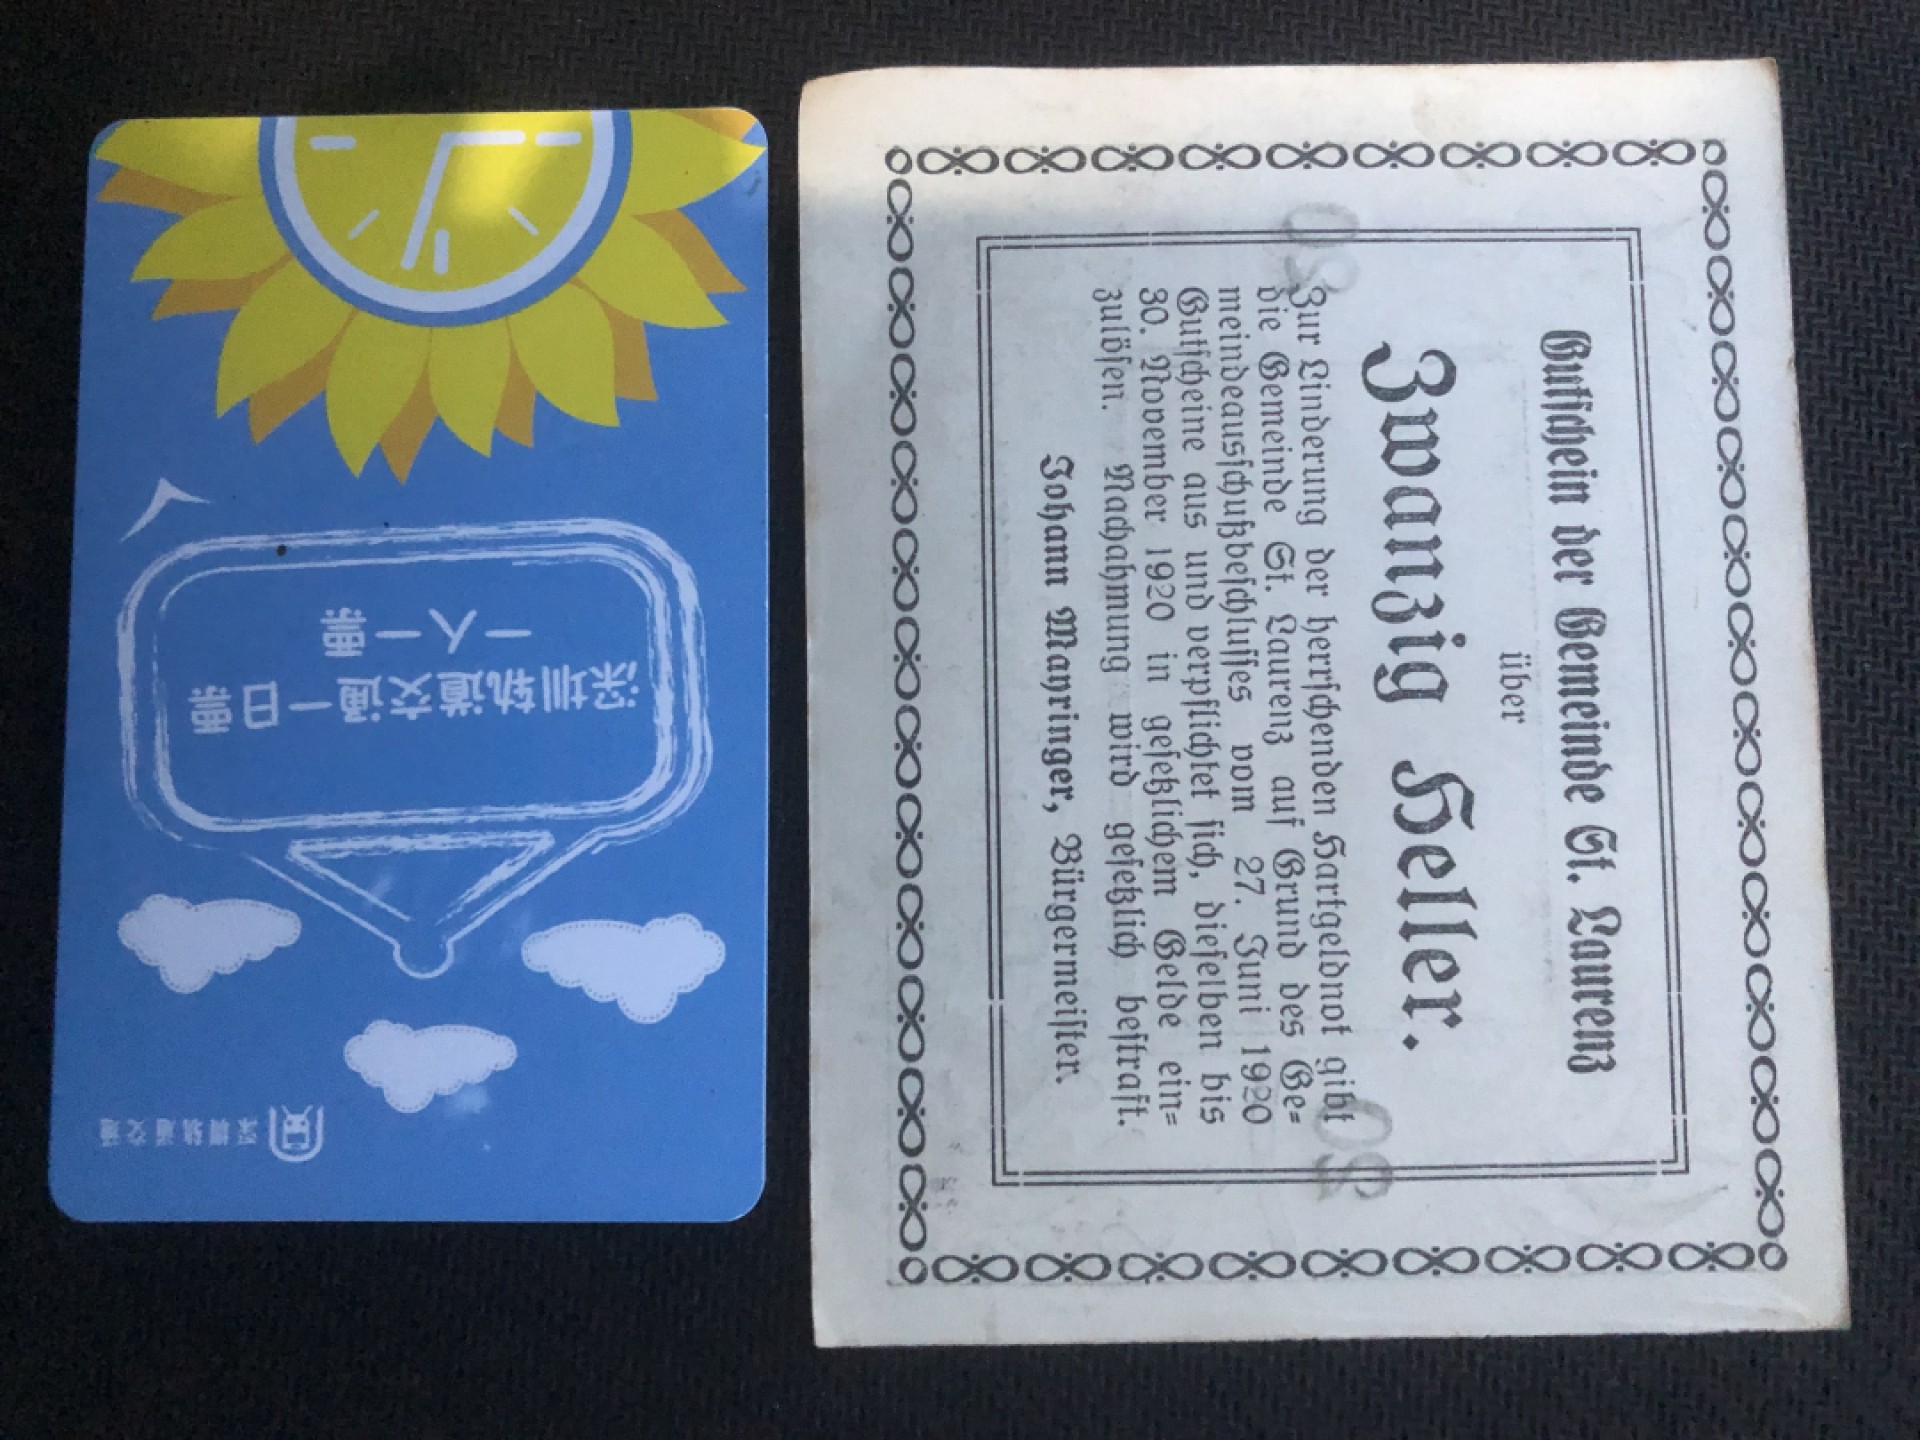 深圳轨道交通一日票
一人一票
深圳轨道交通
Gutschein der Gemeinde St. Laurenz
über
Zwanzig Heller.
Zur Linderung der herrschenden Hartgeldnot gibt
die Gemeinde St. Laurenz auf Grund des Ge=
meindeausschußbeschlusses vom 27. Juni 1920
Gutscheine aus und verpflichtet sich, dieselben bis
30. November 1920 in gesetzlichem Gelde ein=
zulösen. Nachahmung wird gesetzlich bestraft.
Johann Mayringer, Bürgermeister.
20
20